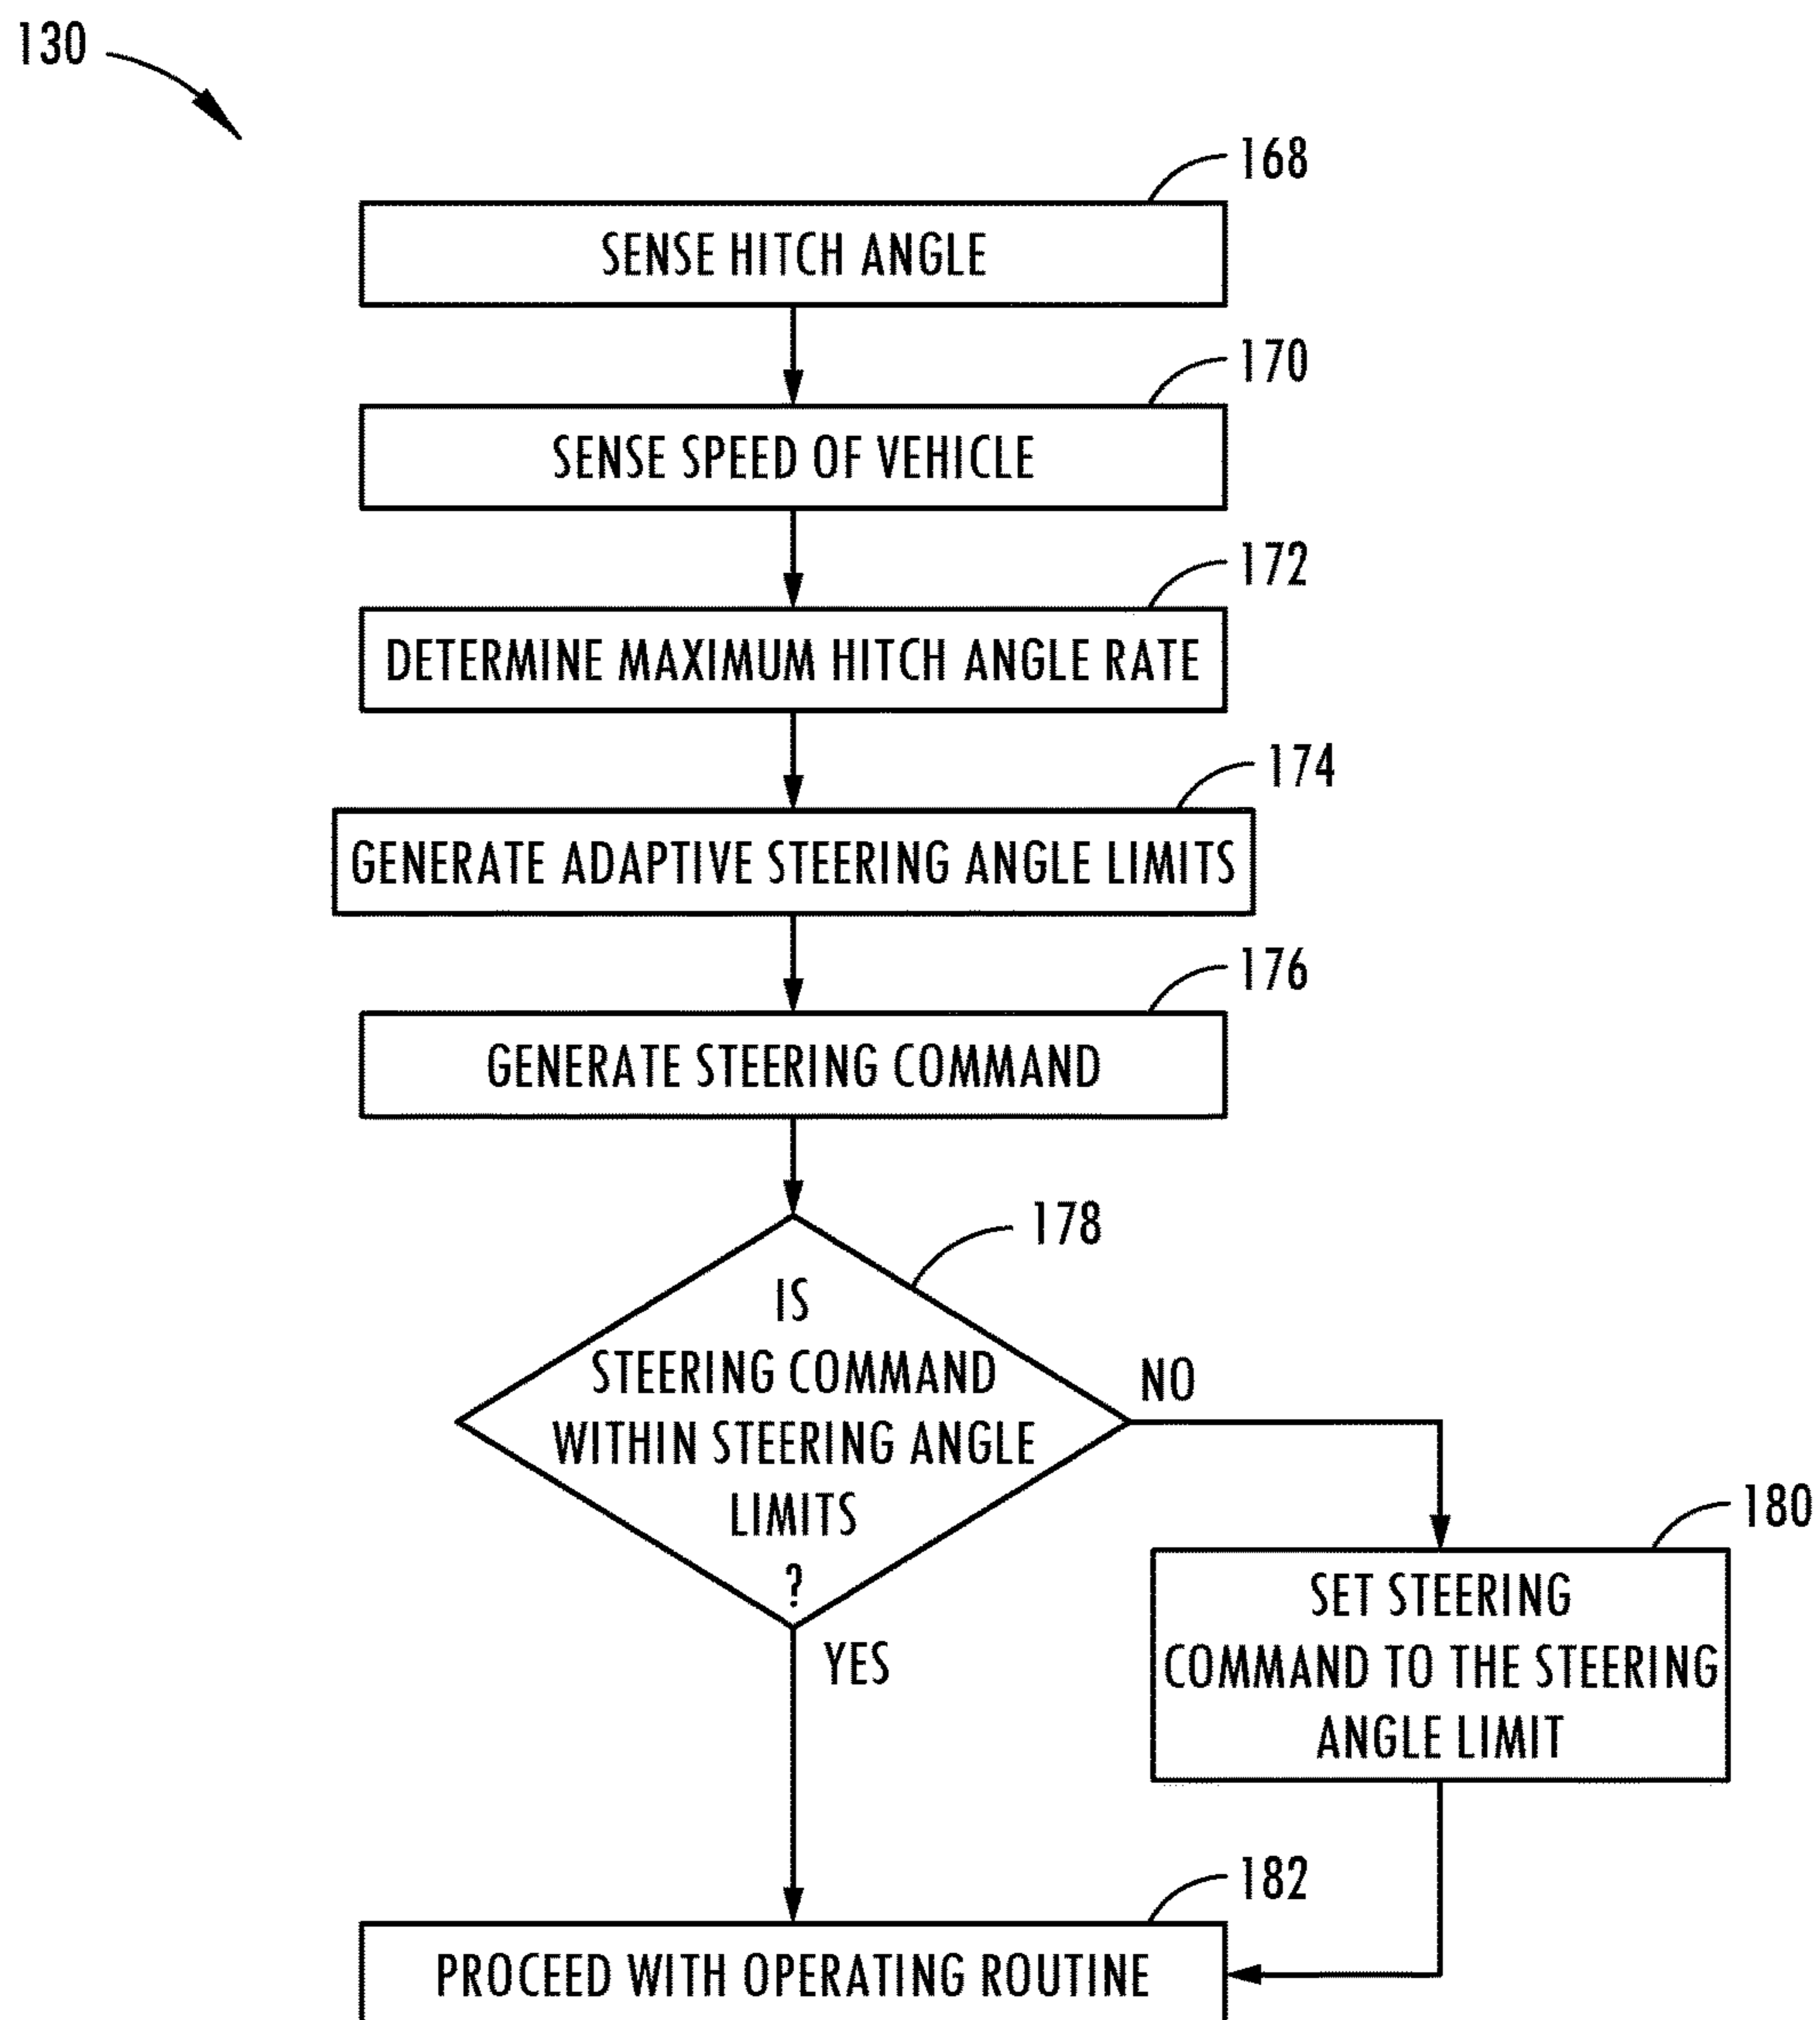 130
168
SENSE HITCH ANGLE
170
SENSE SPEED OF VEHICLE
172
DETERMINE MAXIMUM HITCH ANGLE RATE
174
GENERATE ADAPTIVE STEERING ANGLE LIMITS
176
GENERATE STEERING COMMAND
178
IS
STEERING COMMAND
WITHIN STEERING ANGLE
LIMITS
?
NO
YES
180
SET STEERING
COMMAND TO THE STEERING
ANGLE LIMIT
182
PROCEED WITH OPERATING ROUTINE